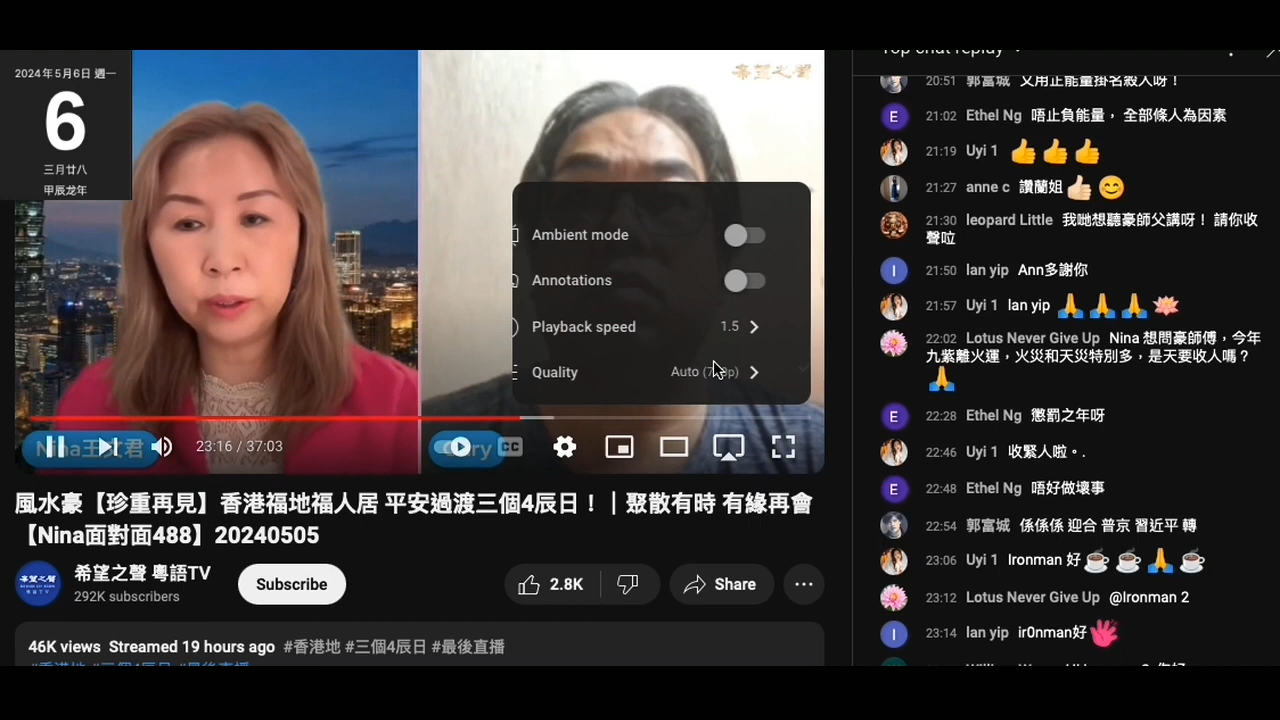 2024年5月6日 週一
6
三月廿八
甲辰龙年
希望之聲
Ambient mode
Annotations
Playback speed 1.5
Quality Auto
23:16 / 37:03
CC
風水豪【珍重再見】香港福地福人居 平安過渡三個4辰日！｜聚散有時 有緣再會
【Nina面對面488】20240505
希望之聲 粵語TV
292K subscribers
Subscribe
2.8K
Share
46K views Streamed 19 hours ago #香港地 #三個4辰日 #最後直播
#香港地 #三個4辰日 #最後直播
Top chat replay
20:51 郭富城 又用正能量掛名殺人呀！
21:02 Ethel Ng 唔止負能量， 全部條人為因素
21:19 Uyi 1 👍👍👍
21:27 anne c 讚蘭姐👍🏻😊
21:30 leopard Little 我哋想聽豪師父講呀！ 請你收
聲啦
21:50 lan yip Ann多謝你
21:57 Uyi 1 lan yip 🙏🙏🙏🪷
22:02 Lotus Never Give Up Nina 想問豪師傅，今年
九紫離火運，火災和天災特別多，是天要收人嗎？
🙏
22:28 Ethel Ng 懲罰之年呀
22:46 Uyi 1 收緊人啦。.
22:48 Ethel Ng 唔好做壞事
22:54 郭富城 係係係 迎合 普京 習近平 轉
23:06 Uyi 1 Ironman 好☕☕🙏☕
23:12 Lotus Never Give Up @Ironman 2
23:14 lan yip ir0nman好👋